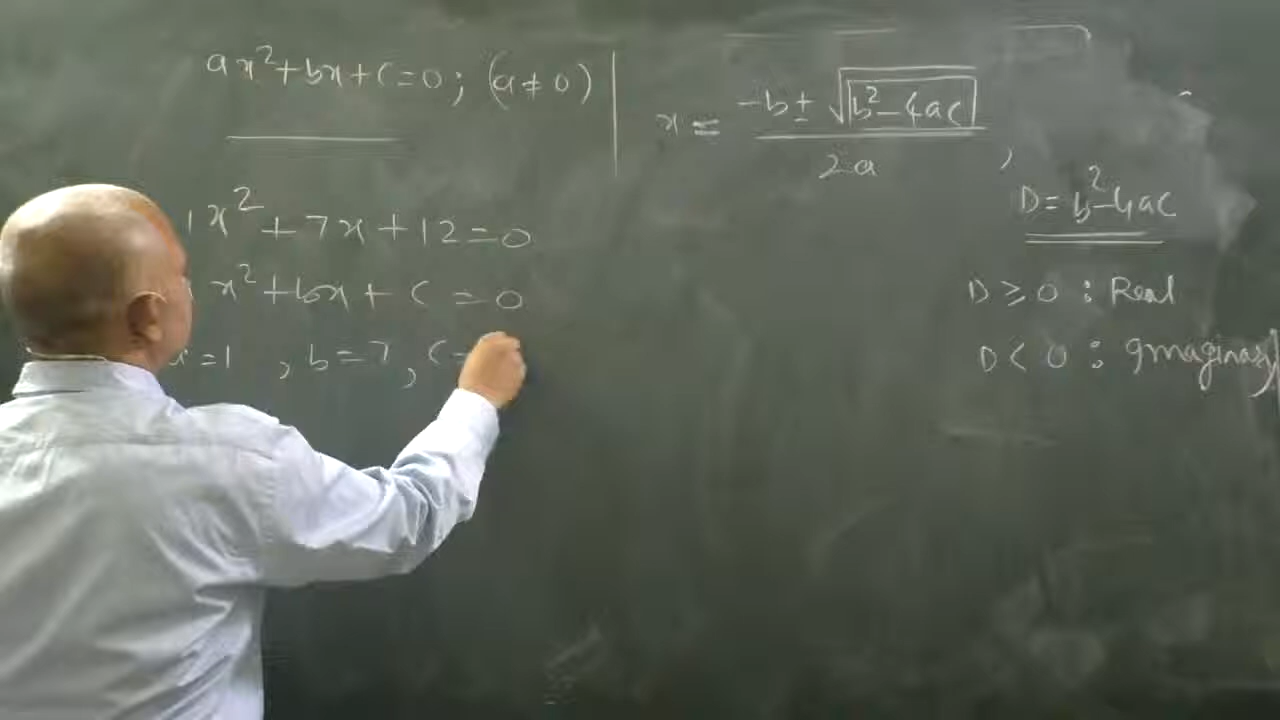 ax²+bx+c=0; (a≠0)
x = (-b ± √(b²-4ac)) / 2a ,
D = b²-4ac
D ≥ 0 : Real
D < 0 : Imaginary
1x² + 7x + 12 = 0
x² + bx + c = 0
=1 , b=7, c=